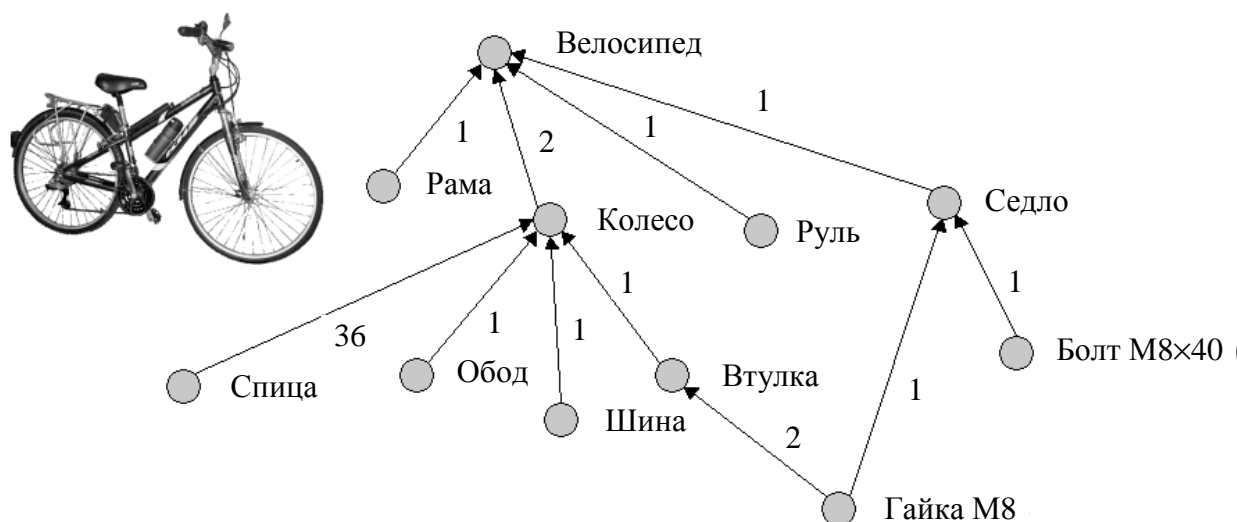 Велосипед
1
1
2
1
Рама
Седло
Колесо
Руль
1
1
36
1
1
Болт М8×40 (
Обод
Втулка
Спица
1
Шина
2
Гайка М8